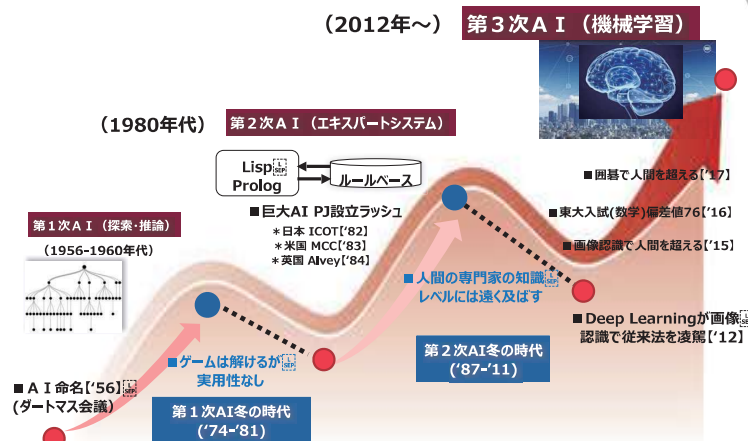 (2012年～)
第３次ＡＩ（機械学習）
(1980年代)
第２次ＡＩ（エキスパートシステム）
Lisp
Prolog
ルールベース
■巨大AI PJ設立ラッシュ
＊日本 ICOT['82】
＊米国 MCC['83】
＊英国 Alvey['84】
第１次ＡＩ（探索・推論）
(1956-1960年代)
■囲碁で人間を超える【'17】
■東大入試(数学)偏差値76【'16】
■画像認識で人間を超える【'15】
■人間の専門家の知識
レベルには遠く及ばす
■Deep Learningが画像
認識で従来法を凌駕【'12】
■ゲームは解けるが
実用性なし
第２次AI冬の時代
('87-'11)
■ＡＩ命名【'56】
(ダートマス会議）
第１次AI冬の時代
('74-'81)